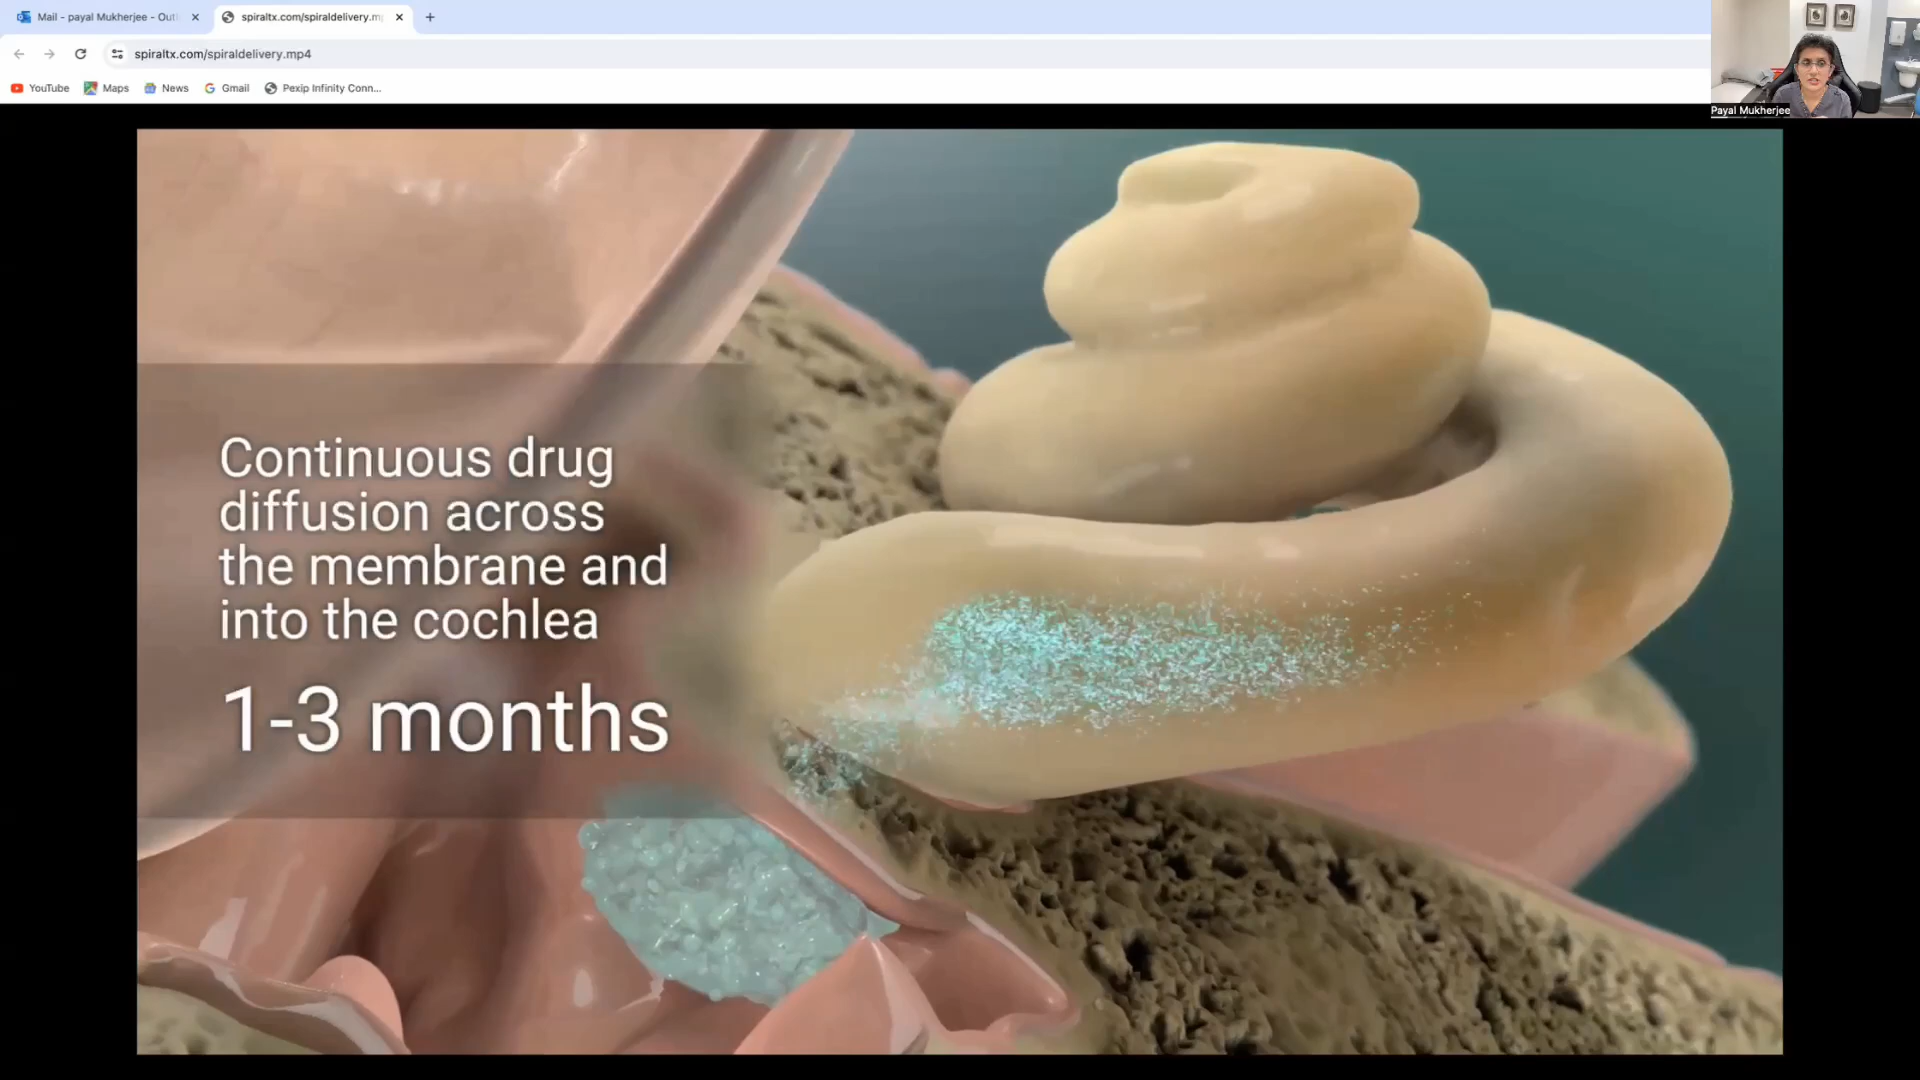 Mail - payal Mukherjee - Outl
spiraltx.com/spiraldelivery.m
spiraltx.com/spiraldelivery.mp4
YouTube
Maps
News
Gmail
Pexip Infinity Conn...
Payal Mukherjee
Continuous drug
diffusion across
the membrane and
into the cochlea
1-3 months